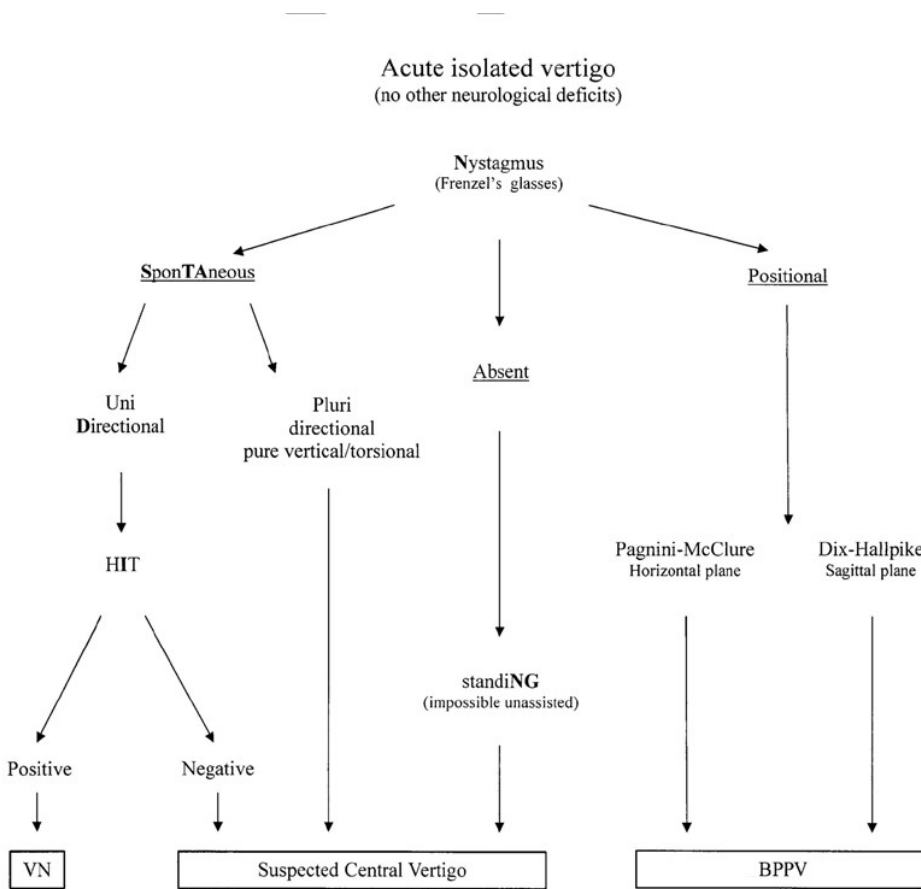 Acute isolated vertigo
(no other neurological deficits)
Nystagmus
(Frenzel's glasses)
SponTAneous
Positional
Absent
Uni
Directional
Pluri
directional
pure vertical/torsional
HIT
Pagnini-McClure
Horizontal plane
Dix-Hallpike
Sagittal plane
standiNG
(impossible unassisted)
Positive
Negative
VN
Suspected Central Vertigo
BPPV